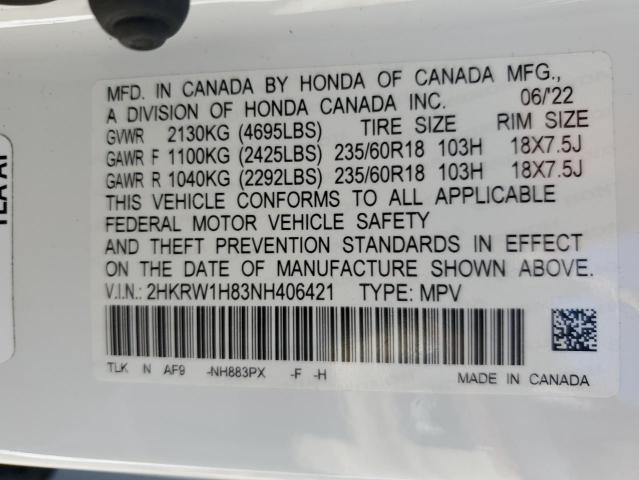 MFD. IN CANADA BY HONDA OF CANADA MFG.,
A DIVISION OF HONDA CANADA INC. 06/'22
GVWR 2130KG (4695LBS) TIRE SIZE RIM SIZE
GAWR F 1100KG (2425LBS) 235/60R18 103H 18X7.5J
GAWR R 1040KG (2292LBS) 235/60R18 103H 18X7.5J
THIS VEHICLE CONFORMS TO ALL APPLICABLE
FEDERAL MOTOR VEHICLE SAFETY
AND THEFT PREVENTION STANDARDS IN EFFECT
ON THE DATE OF MANUFACTURE SHOWN ABOVE.
V.I.N.: 2HKRW1H83NH406421 TYPE: MPV
TLK N AF9 -NH883PX -F -H
MADE IN CANADA